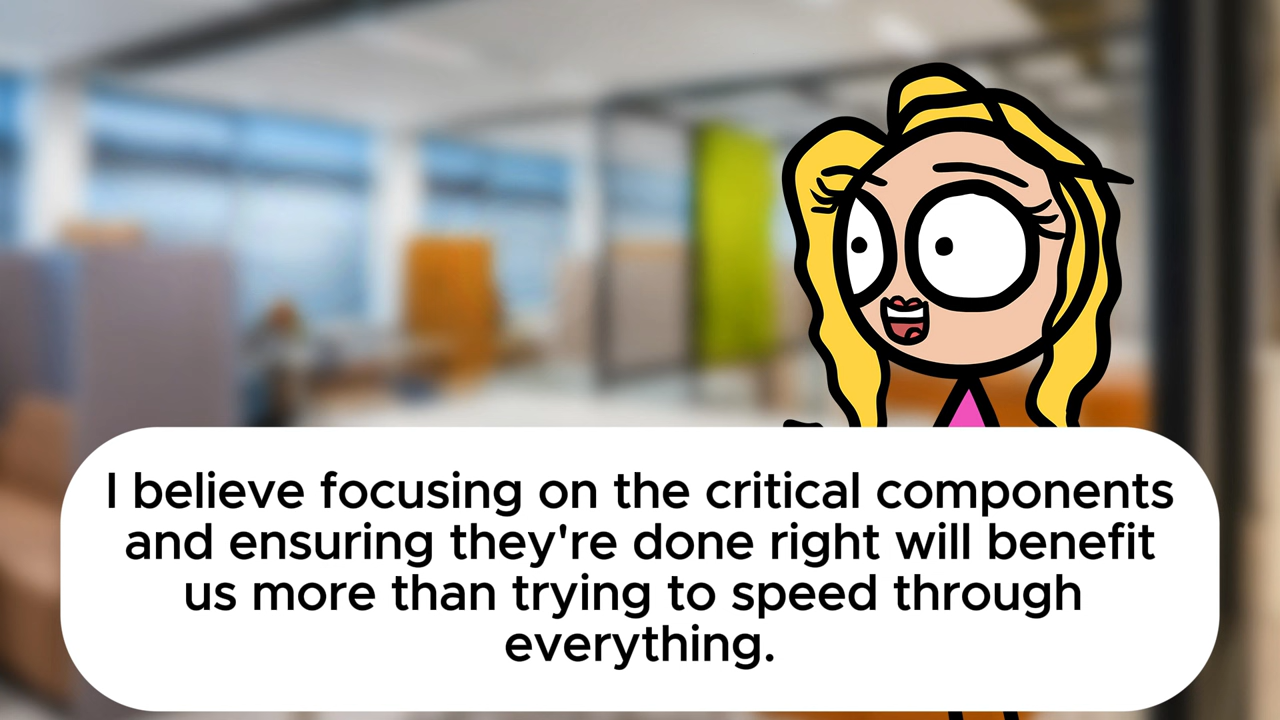 I believe focusing on the critical components
and ensuring they're done right will benefit
us more than trying to speed through
everything.